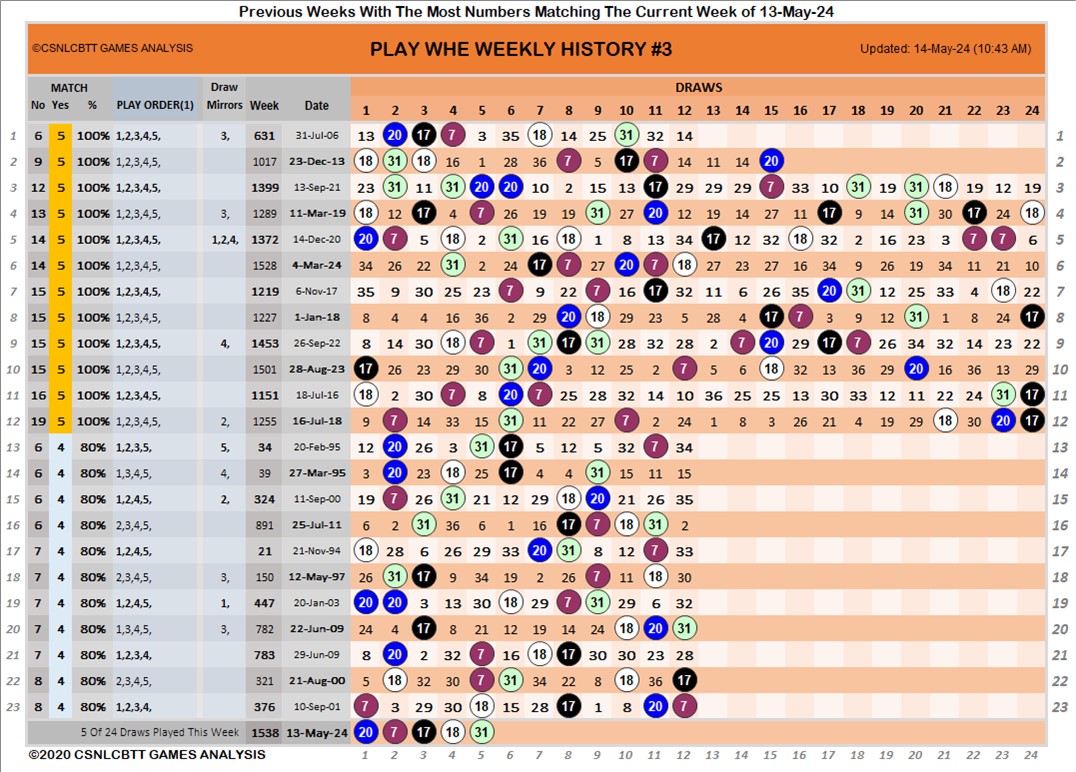 Previous Weeks With The Most Numbers Matching The Current Week of 13-May-24
©CSNLCBTT GAMES ANALYSIS PLAY WHE WEEKLY HISTORY #3 Updated: 14-May-24 (10:43 AM)
MATCH Draw DRAWS
No Yes % PLAY ORDER(1) Mirrors Week Date 1 2 3 4 5 6 7 8 9 10 11 12 13 14 15 16 17 18 19 20 21 22 23 24
1 6 5 100% 1,2,3,4,5, 3, 631 31-Jul-06 13 20 17 7 3 35 18 14 25 31 32 14 1
2 9 5 100% 1,2,3,4,5, 1017 23-Dec-13 18 31 18 16 1 28 36 7 5 17 7 14 11 14 20 2
3 12 5 100% 1,2,3,4,5, 1399 13-Sep-21 23 31 11 31 20 20 10 2 15 13 17 29 29 29 7 33 10 31 19 31 18 19 12 19 3
4 13 5 100% 1,2,3,4,5, 3, 1289 11-Mar-19 18 12 17 4 7 26 19 19 31 27 20 12 19 14 27 11 17 9 14 31 30 17 24 18 4
5 14 5 100% 1,2,3,4,5, 1,2,4, 1372 14-Dec-20 20 7 5 18 2 31 16 18 1 8 13 34 17 12 32 18 32 2 16 23 3 7 7 6 5
6 14 5 100% 1,2,3,4,5, 1528 4-Mar-24 34 26 22 31 2 24 17 7 27 20 7 18 27 23 27 16 34 9 26 19 34 11 21 10 6
7 15 5 100% 1,2,3,4,5, 1219 6-Nov-17 35 9 30 25 23 7 9 22 7 16 17 32 11 6 26 35 20 31 12 25 33 4 18 22 7
8 15 5 100% 1,2,3,4,5, 1227 1-Jan-18 8 4 4 16 36 2 29 20 18 29 23 5 28 4 17 7 3 9 12 31 1 8 24 17 8
9 15 5 100% 1,2,3,4,5, 4, 1453 26-Sep-22 8 14 30 18 7 1 31 17 31 28 32 28 2 7 20 29 17 7 26 34 32 14 23 22 9
10 15 5 100% 1,2,3,4,5, 1501 28-Aug-23 17 26 23 29 30 31 20 3 12 25 2 7 5 6 18 32 13 36 29 20 16 36 13 29 10
11 16 5 100% 1,2,3,4,5, 1151 18-Jul-16 18 2 30 7 8 20 7 25 28 32 14 10 36 25 25 13 30 33 12 11 22 24 31 17 11
12 19 5 100% 1,2,3,4,5, 2, 1255 16-Jul-18 9 7 14 33 15 31 11 22 27 7 2 24 1 8 3 26 21 4 19 29 18 30 20 17 12
13 6 4 80% 1,2,3,4,5, 5, 34 20-Feb-95 12 20 26 3 31 17 5 12 5 32 7 34 13
14 6 4 80% 1,3,4,5, 4, 39 27-Mar-95 3 20 23 18 25 17 4 4 31 15 11 15 14
15 6 4 80% 1,2,4,5, 2, 324 11-Sep-00 19 7 26 31 21 12 29 18 20 21 26 35 15
16 6 4 80% 2,3,4,5, 891 25-Jul-11 6 2 31 36 6 1 16 17 7 18 31 2 16
17 7 4 80% 1,2,4,5, 21 21-Nov-94 18 28 6 26 29 33 20 31 8 12 7 33 17
18 7 4 80% 2,3,4,5, 3, 150 12-May-97 26 31 17 9 34 19 2 26 7 11 18 30 18
19 7 4 80% 1,2,4,5, 1, 447 20-Jan-03 20 20 3 13 30 18 29 7 31 29 6 32 19
20 7 4 80% 1,3,4,5, 3, 782 22-Jun-09 24 4 17 8 21 12 19 14 24 18 20 31 20
21 7 4 80% 1,2,3,4, 783 29-Jun-09 8 20 2 32 7 16 18 17 30 30 23 28 21
22 8 4 80% 2,3,4,5, 321 21-Aug-00 5 18 32 30 7 31 34 22 8 18 36 17 22
23 8 4 80% 1,2,3,4, 376 10-Sep-01 7 3 29 30 18 15 28 17 1 8 20 7 23
5 Of 24 Draws Played This Week 1538 13-May-24 20 7 17 18 31
©2020 CSNLCBTT GAMES ANALYSIS 1 2 3 4 5 6 7 8 9 10 11 12 13 14 15 16 17 18 19 20 21 22 23 24